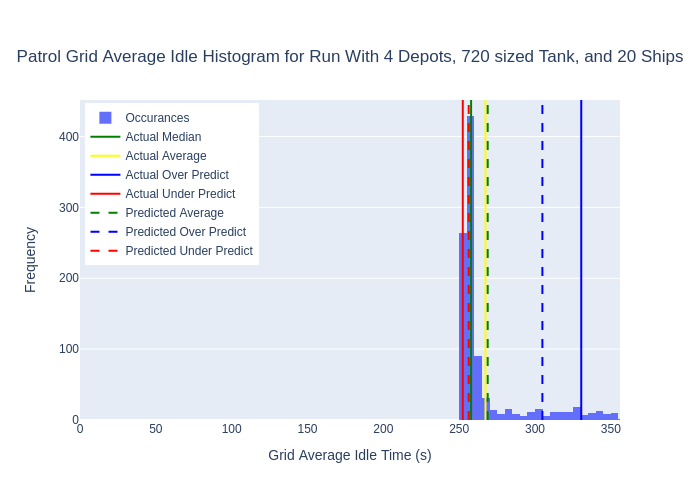 Patrol Grid Average Idle Histogram for Run With 4 Depots, 720 sized Tank, and 20 Ships
Occurances
Actual Median
Actual Average
Actual Over Predict
Actual Under Predict
Predicted Average
Predicted Over Predict
Predicted Under Predict
Frequency
400
300
200
100
0
0 50 100 150 200 250 300 350
Grid Average Idle Time (s)